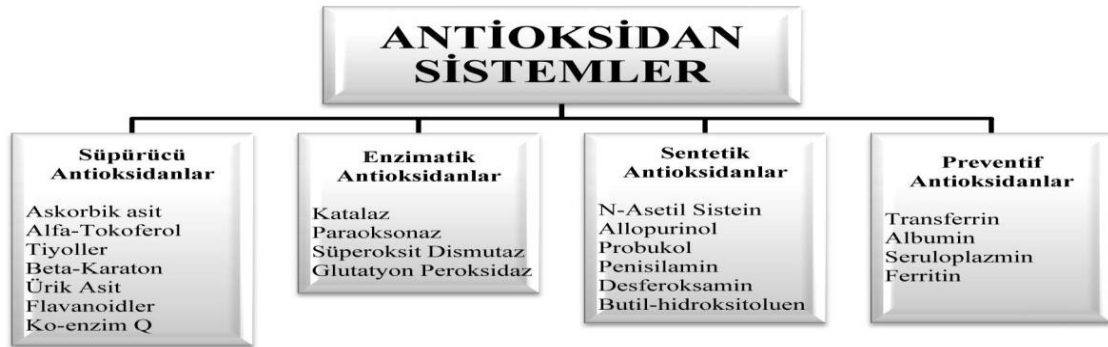 ANTİOKSİDAN
SİSTEMLER
Süpürücü
Antioksidanlar
Askorbik asit
Alfa-Tokoferol
Tiyoller
Beta-Karaton
Ürik Asit
Flavanoidler
Ko-enzim Q
Enzimatik
Antioksidanlar
Katalaz
Paraoksonaz
Süperoksit Dismutaz
Glutatyon Peroksidaz
Sentetik
Antioksidanlar
N-Asetil Sistein
Allopurinol
Probukol
Penisilamin
Desferoksamin
Butil-hidroksitoluen
Preventif
Antioksidanlar
Transferrin
Albumin
Seruloplazmin
Ferritin